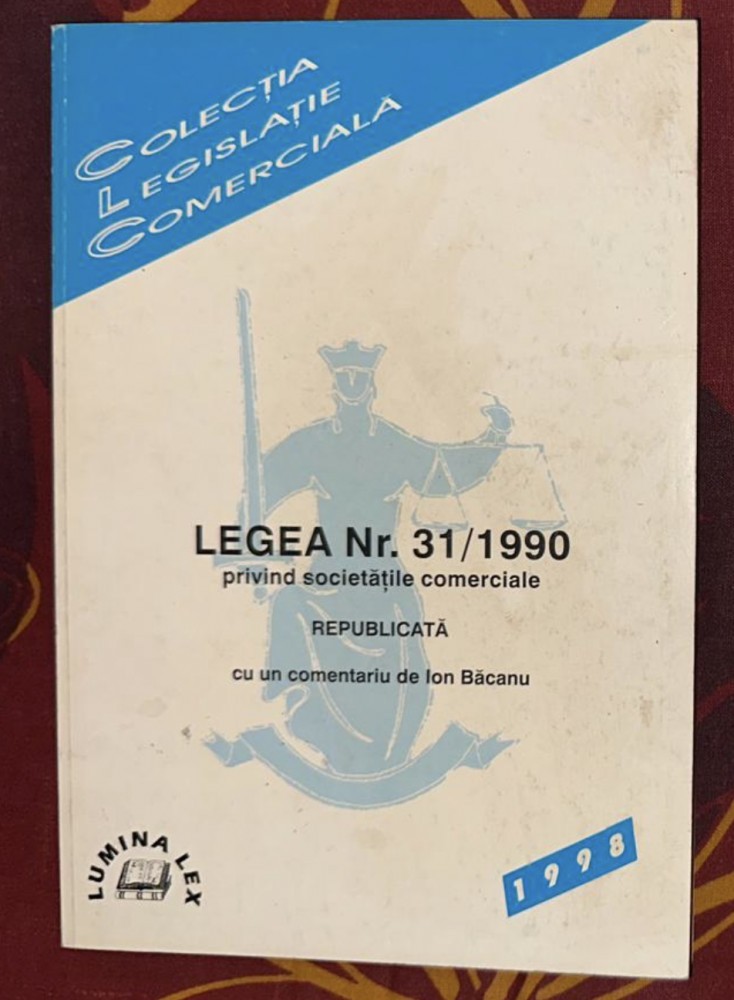 COLECȚIA
LEGISLAȚIE
COMERCIALĂ
LEGEA Nr. 31/1990
privind societățile comerciale
REPUBLICATĂ
cu un comentariu de Ion Băcanu
LUMINA LEX
1998